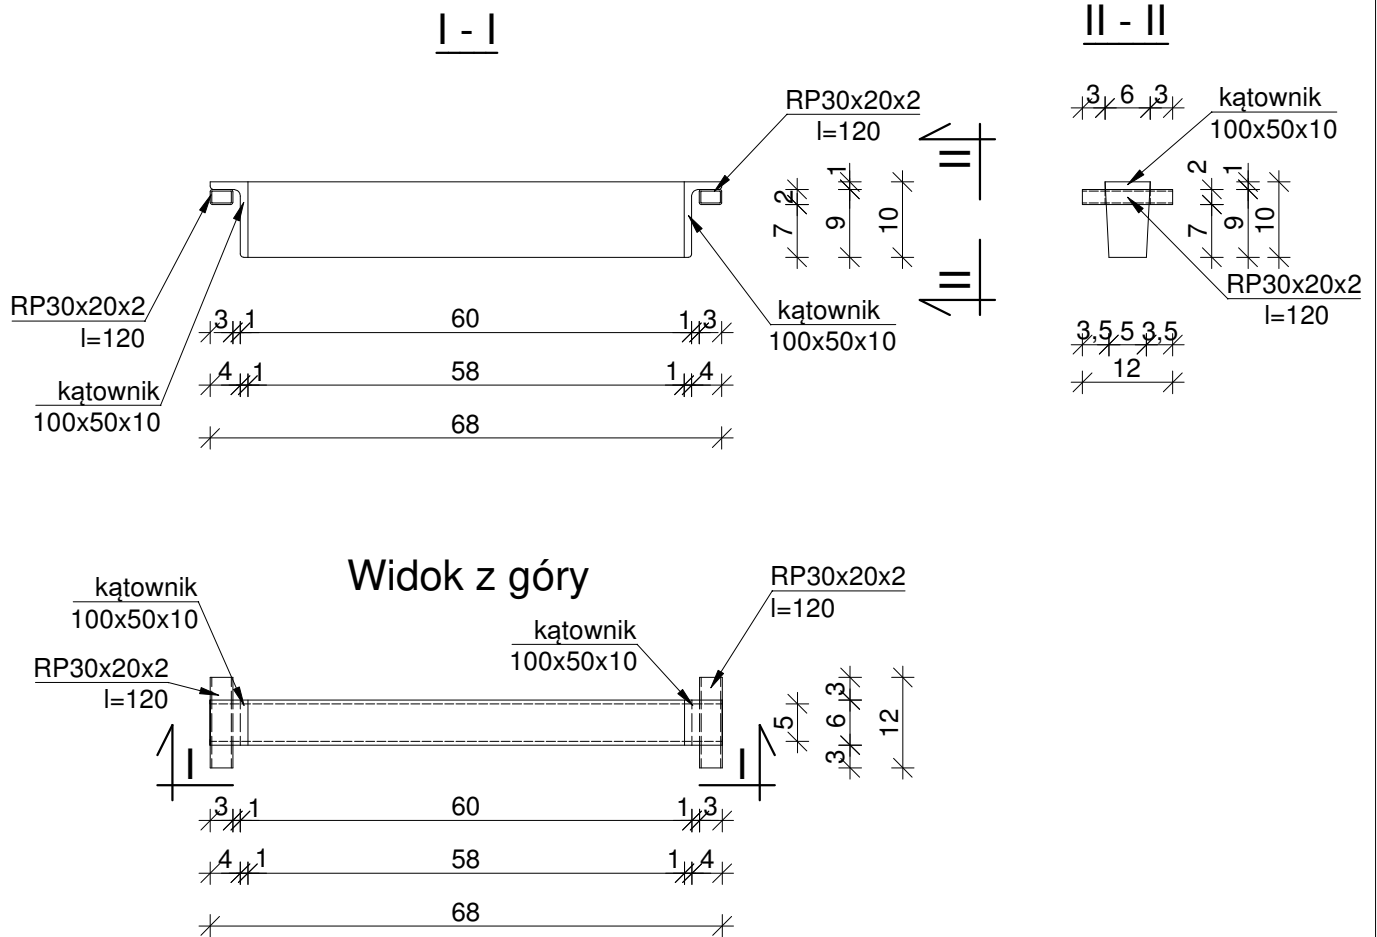 I - I
II - II
RP30x20x2
l=120
3 6 3
kątownik
100x50x10
II
1
2
7
9
10
2
1
7
9
10
II
RP30x20x2
l=120
RP30x20x2
l=120
kątownik
100x50x10
3 1 60 1 3
3,5 5 3,5
4 1 58 1 4
12
kątownik
100x50x10
68
Widok z góry
kątownik
100x50x10
RP30x20x2
l=120
kątownik
100x50x10
RP30x20x2
l=120
5
3
6
3
12
I
I
3 1 60 1 3
4 1 58 1 4
68